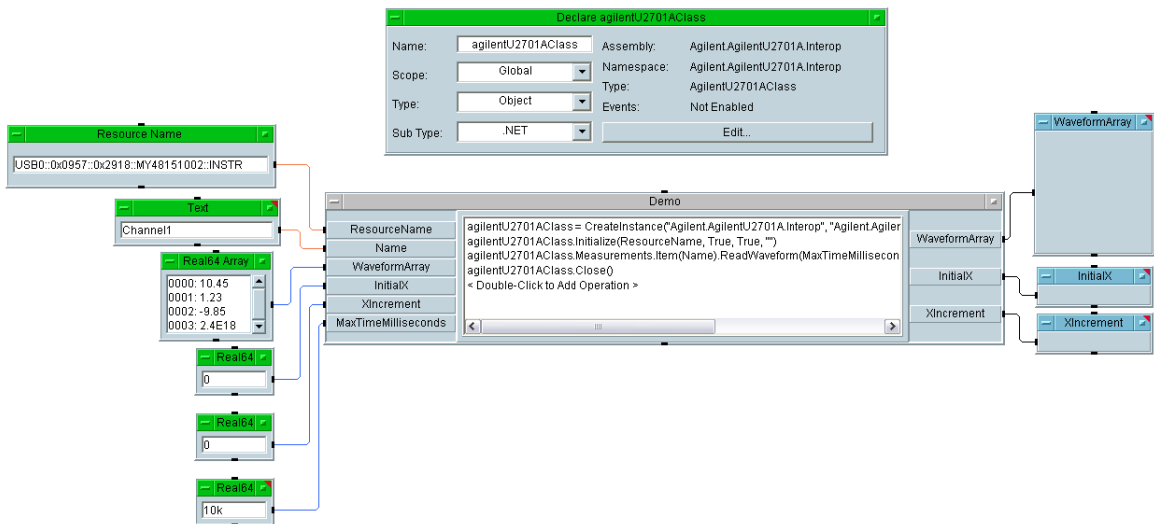 Declare agilentU2701AClass
Name: agilentU2701AClass Assembly: Agilent.AgilentU2701A.Interop
Scope: Global Namespace: Agilent.AgilentU2701A.Interop
Type: AgilentU2701AClass
Type: Object Events: Not Enabled
Sub Type: .NET Edit...
Resource Name
USB0::0x0957::0x2918::MY48151002::INSTR
Text
Channel1
Real64 Array
0000: 10.45
0001: 1.23
0002: -9.85
0003: 2.4E18
Real64
0
Real64
0
Real64
10k
Demo
ResourceName
Name
WaveformArray
InitialX
XIncrement
MaxTimeMilliseconds
agilentU2701AClass = CreateInstance("Agilent.AgilentU2701A.Interop", "Agilent.Agilen
agilentU2701AClass.Initialize(ResourceName, True, True, "")
agilentU2701AClass.Measurements.Item(Name).ReadWaveform(MaxTimeMillisecon
agilentU2701AClass.Close()
< Double-Click to Add Operation >
WaveformArray
InitialX
XIncrement
WaveformArray
InitialX
XIncrement